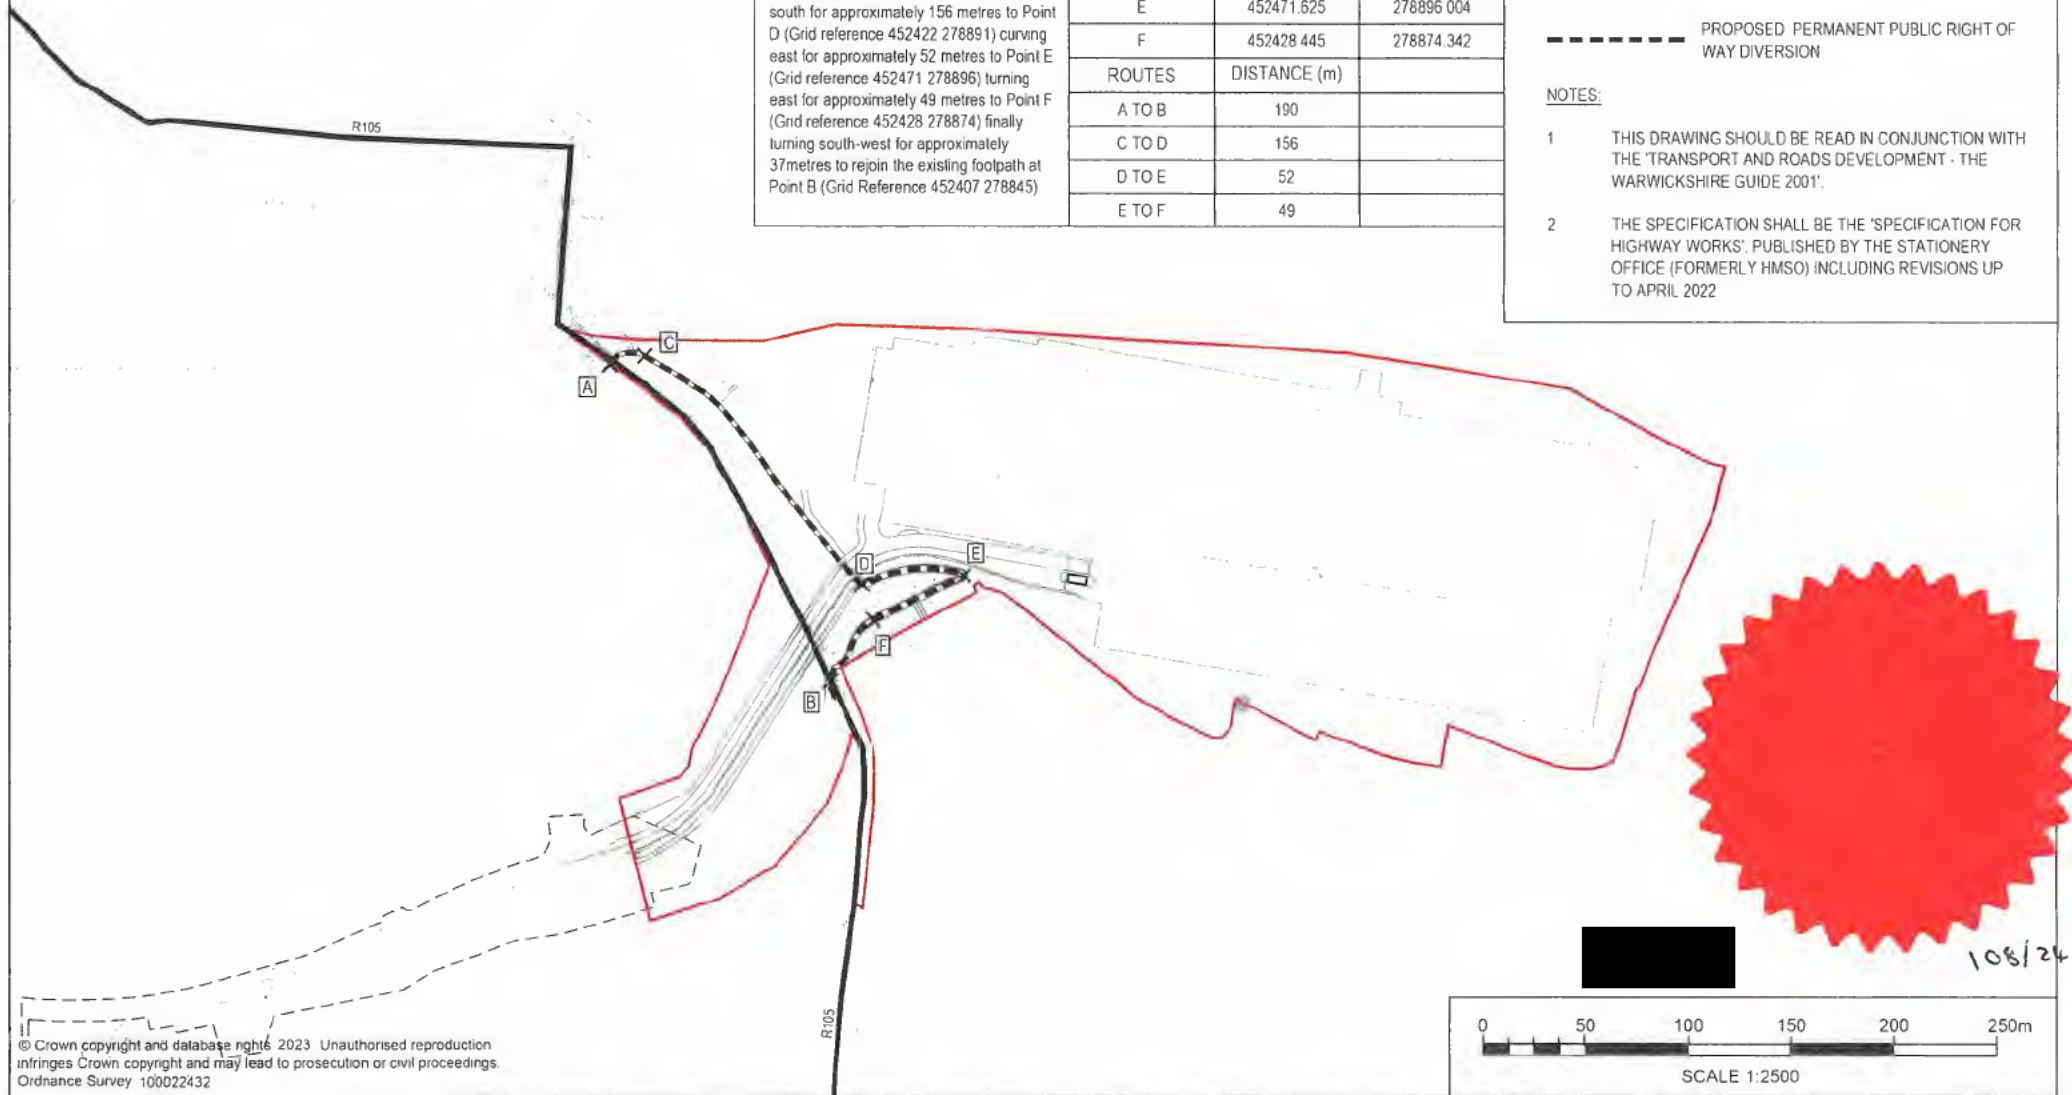 south for approximately 156 metres to Point
D (Grid reference 452422 278891) curving
east for approximately 52 metres to Point E
(Grid reference 452471 278896) turning
east for approximately 49 metres to Point F
(Grid reference 452428 278874) finally
turning south-west for approximately
37metres to rejoin the existing footpath at
Point B (Grid Reference 452407 278845)
E 452471.625 278896 004
F 452428 445 278874.342
ROUTES DISTANCE (m)
A TO B 190
C TO D 156
D TO E 52
E TO F 49
PROPOSED PERMANENT PUBLIC RIGHT OF
WAY DIVERSION
NOTES:
1 THIS DRAWING SHOULD BE READ IN CONJUNCTION WITH
THE 'TRANSPORT AND ROADS DEVELOPMENT - THE
WARWICKSHIRE GUIDE 2001'.
2 THE SPECIFICATION SHALL BE THE 'SPECIFICATION FOR
HIGHWAY WORKS'. PUBLISHED BY THE STATIONERY
OFFICE (FORMERLY HMSO) INCLUDING REVISIONS UP
TO APRIL 2022
R105
C
A
D
E
F
B
R105
108/24
0 50 100 150 200 250m
SCALE 1:2500
© Crown copyright and database rights 2023 Unauthorised reproduction
infringes Crown copyright and may lead to prosecution or civil proceedings.
Ordnance Survey 100022432